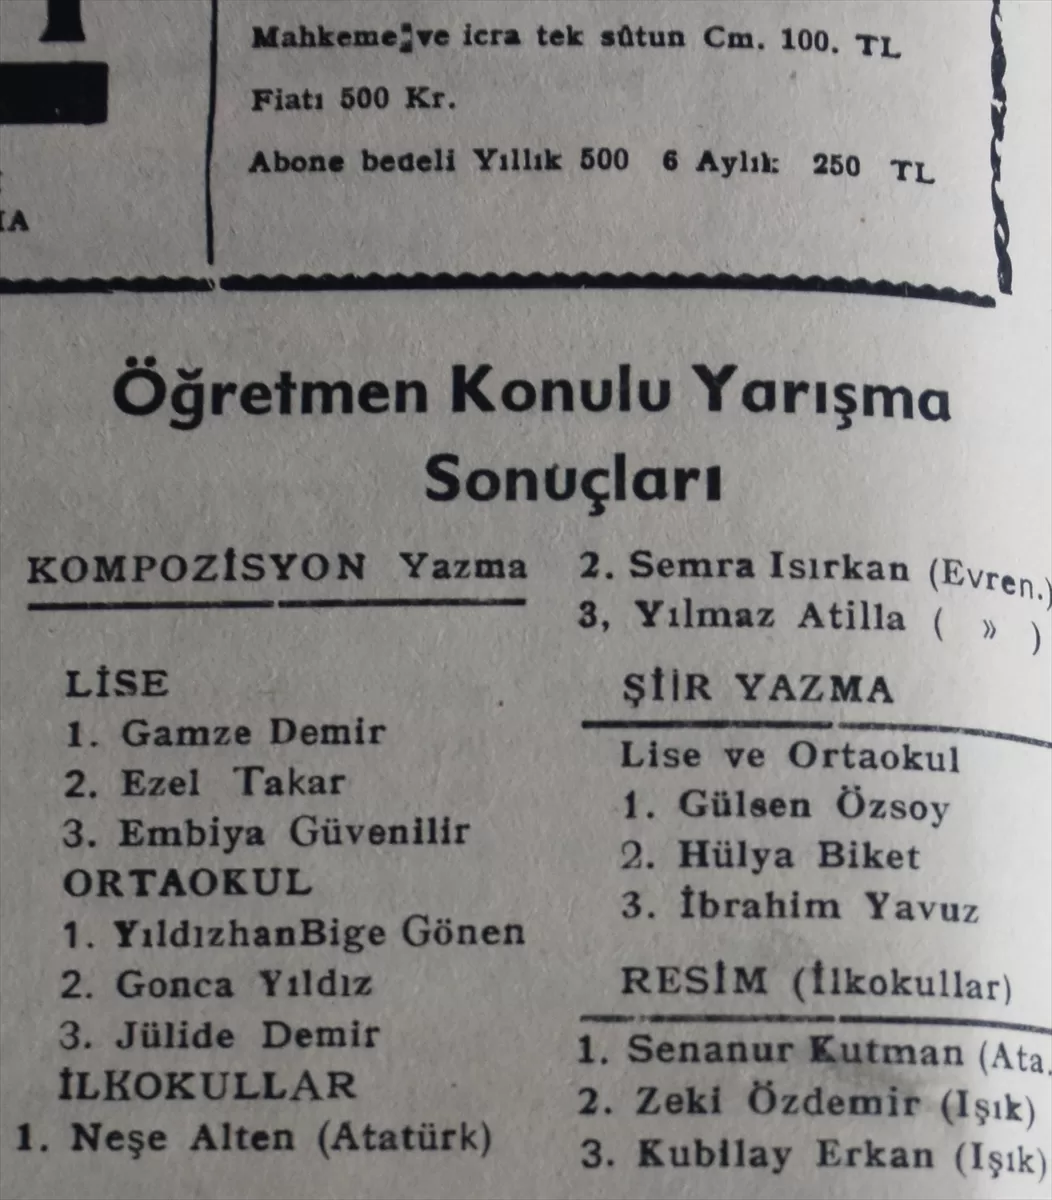 Mahkeme ve icra tek sûtun Cm. 100. TL
Fiatı 500 Kr.
Abone bedeli Yıllık 500 6 Aylık 250 TL
Öğretmen Konulu Yarışma
Sonuçları
KOMPOZİSYON Yazma
LİSE
1. Gamze Demir
2. Ezel Takar
3. Embiya Güvenilir
ORTAOKUL
1. YıldızhanBige Gönen
2. Gonca Yıldız
3. Jülide Demir
İLKOKULLAR
1. Neşe Alten (Atatürk)
2. Semra Isırkan (Evren.)
3, Yılmaz Atilla ( » )
ŞİİR YAZMA
Lise ve Ortaokul
1. Gülsen Özsoy
2. Hülya Biket
3. İbrahim Yavuz
RESİM (İlkokullar)
1. Senanur Kutman (Ata.
2. Zeki Özdemir (Işık)
3. Kubilay Erkan (Işık)